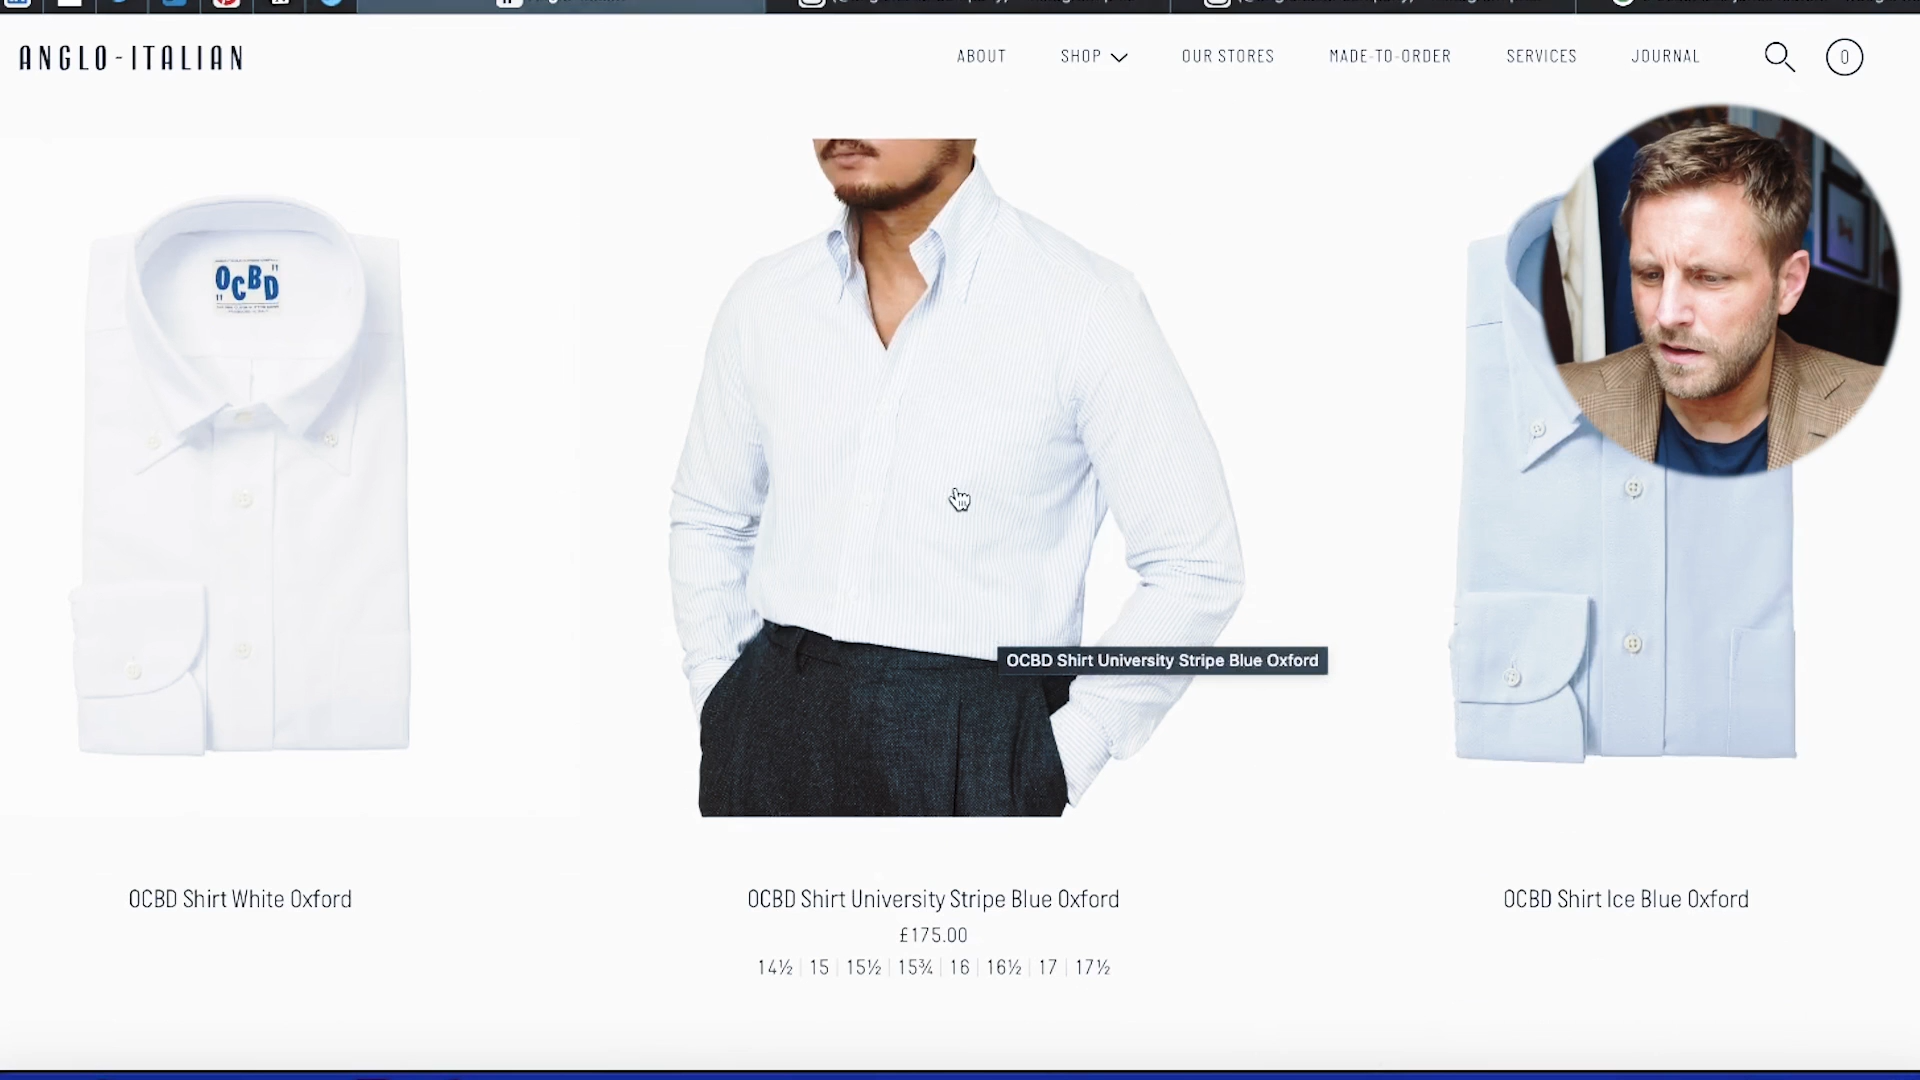 ANGLO-ITALIAN
ABOUT
SHOP
OUR STORES
MADE-TO-ORDER
SERVICES
JOURNAL
0
"OCBD"
OCBD Shirt University Stripe Blue Oxford
OCBD Shirt White Oxford
OCBD Shirt University Stripe Blue Oxford
£175.00
14½ 15 15½ 15¾ 16 16½ 17 17½
OCBD Shirt Ice Blue Oxford